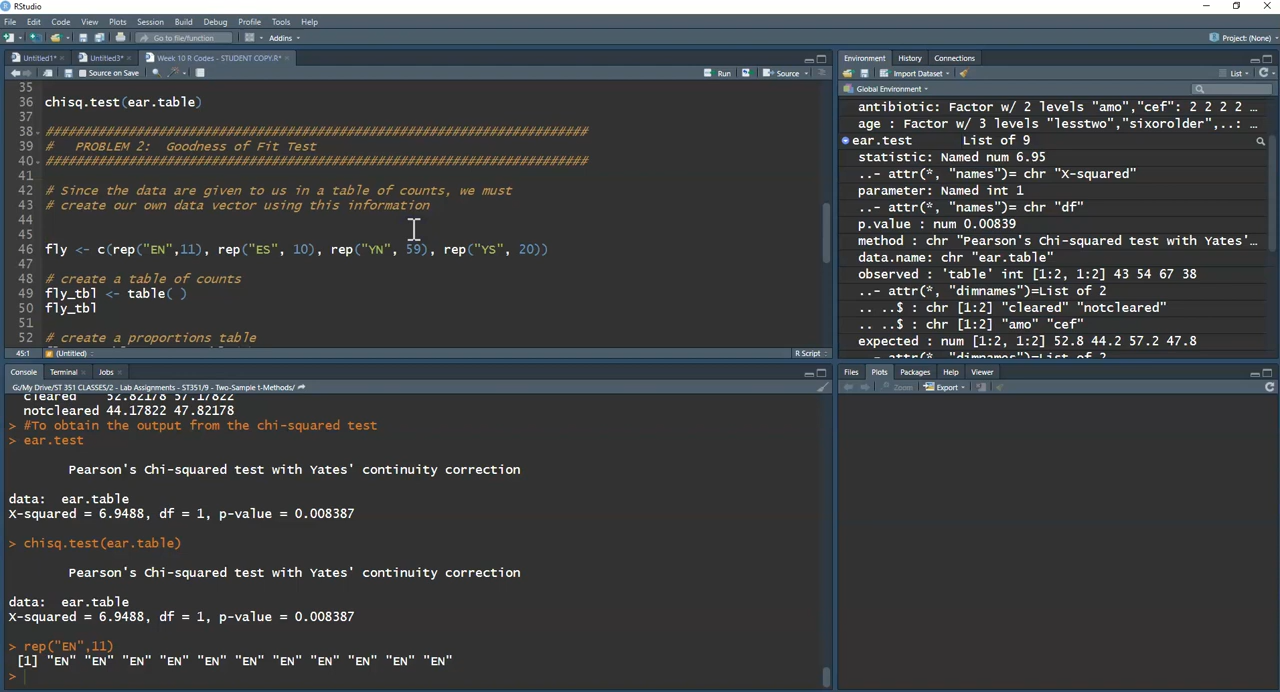 RStudio
File Edit Code View Plots Session Build Debug Profile Tools Help
Go to file/function Addins Project: (None)
Untitled1* Untitled3* Week 10 R Codes - STUDENT COPY.R*
Source on Save Run Source
35
36 chisq.test(ear.table)
37
38 ########################################################################
39 # PROBLEM 2: Goodness of Fit Test
40 ########################################################################
41
42 # Since the data are given to us in a table of counts, we must
43 # create our own data vector using this information
44
45
46 fly <- c(rep("EN",11), rep("ES", 10), rep("YN", 59), rep("YS", 20))
47
48 # create a table of counts
49 fly_tbl <- table( )
50 fly_tbl
51
52 # create a proportions table
45:1 (Untitled) R Script
Console Terminal Jobs
G:/My Drive/ST 351 CLASSES/2 - Lab Assignments - ST351/9 - Two-Sample t-Methods/
cleared 52.82178 57.17822
notcleared 44.17822 47.82178
> #To obtain the output from the chi-squared test
> ear.test
Pearson's Chi-squared test with Yates' continuity correction
data: ear.table
X-squared = 6.9488, df = 1, p-value = 0.008387
> chisq.test(ear.table)
Pearson's Chi-squared test with Yates' continuity correction
data: ear.table
X-squared = 6.9488, df = 1, p-value = 0.008387
> rep("EN",11)
[1] "EN" "EN" "EN" "EN" "EN" "EN" "EN" "EN" "EN" "EN" "EN"
>
Environment History Connections
Import Dataset List
Global Environment
antibiotic: Factor w/ 2 levels "amo","cef": 2 2 2 2 …
age : Factor w/ 3 levels "lesstwo","sixorolder",..: …
ear.test List of 9
statistic: Named num 6.95
..- attr(*, "names")= chr "X-squared"
parameter: Named int 1
..- attr(*, "names")= chr "df"
p.value : num 0.00839
method : chr "Pearson's Chi-squared test with Yates'…
data.name: chr "ear.table"
observed : 'table' int [1:2, 1:2] 43 54 67 38
..- attr(*, "dimnames")=List of 2
.. ..$ : chr [1:2] "cleared" "notcleared"
.. ..$ : chr [1:2] "amo" "cef"
expected : num [1:2, 1:2] 52.8 44.2 57.2 47.8
..- attr(*, "dimnames")=List of 2
Files Plots Packages Help Viewer
Zoom Export